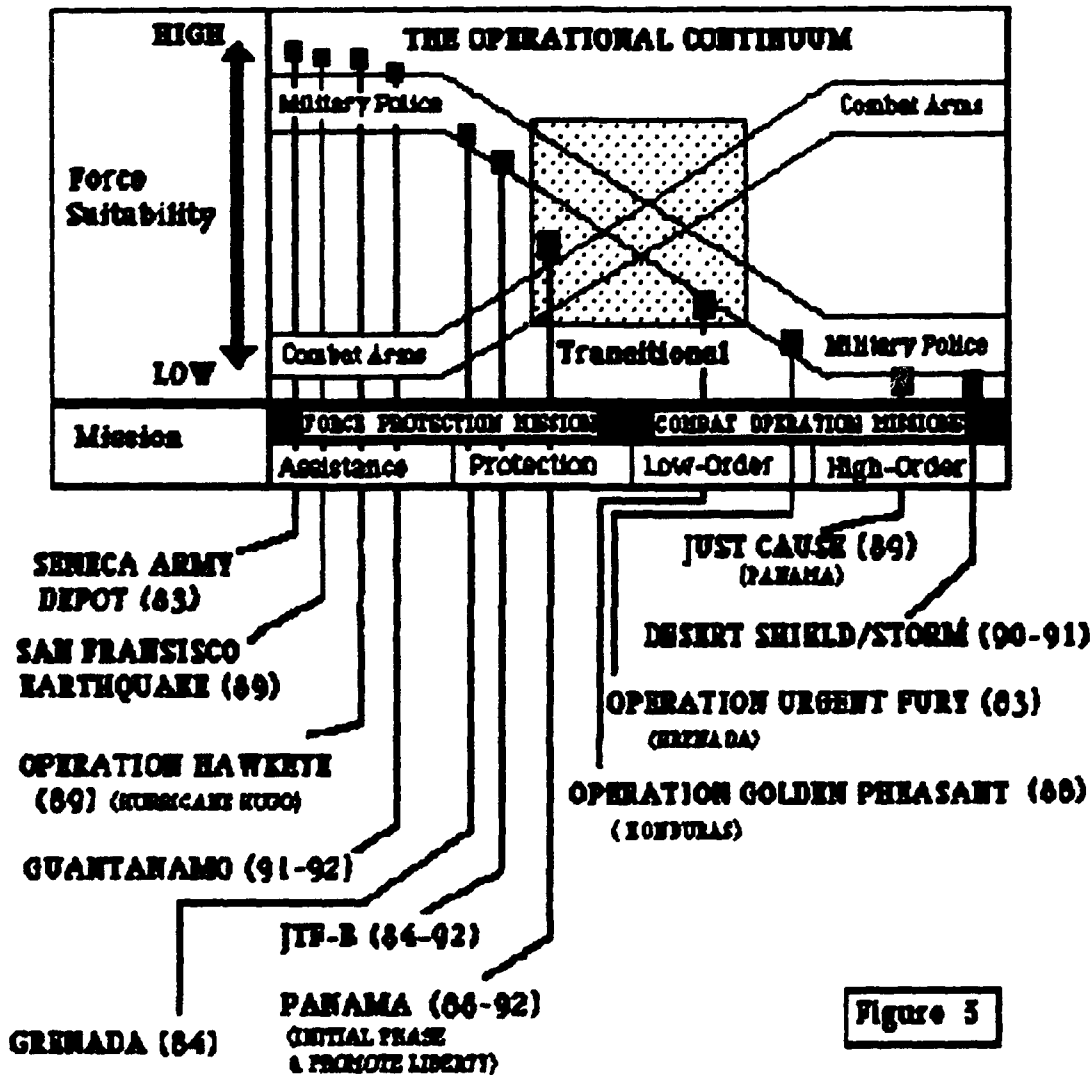 HIGH
THE OPERATIONAL CONTINUUM
Military Police
Combat Arms
Force
Suitability
Combat Arms
Transitional
Military Police
LOW
Mission
FORCE PROTECTION MISSION
COMBAT OPERATION MISSIONS
Assistance
Protection
Low-Order
High-Order
SENECA ARMY
DEPOT (83)
JUST CAUSE (89)
(PANAMA)
SAN FRANSISCO
EARTHQUAKE (89)
DESERT SHIELD/STORM (90-91)
OPERATION URGENT FURY (83)
(GRENADA)
OPERATION HAWKEYE
(89) (HURRICANE HUGO)
OPERATION GOLDEN PHEASANT (88)
(HONDURAS)
GUANTANAMO (91-92)
JTF-B (84-92)
PANAMA (88-92)
(INITIAL PHASE
& PROMOTE LIBERTY)
GRENADA (84)
Figure 3